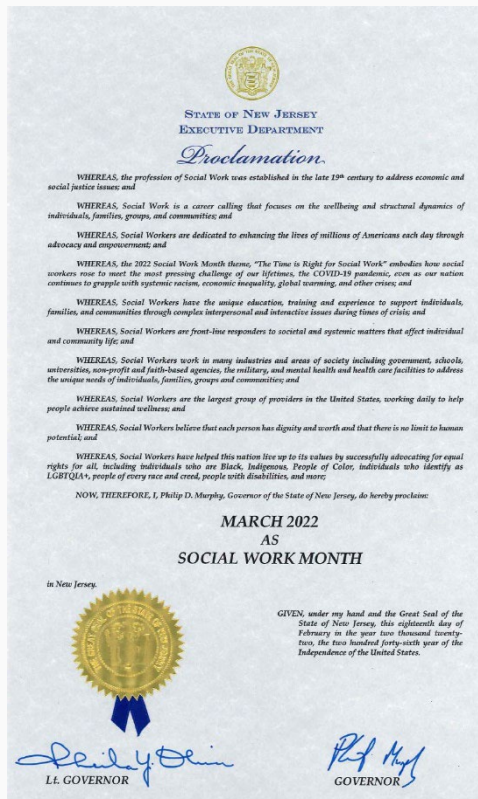 STATE OF NEW JERSEY
EXECUTIVE DEPARTMENT
Proclamation
WHEREAS, the profession of Social Work was established in the late 19th century to address economic and
social justice issues; and
WHEREAS, Social Work is a career calling that focuses on the wellbeing and structural dynamics of
individuals, families, groups, and communities; and
WHEREAS, Social Workers are dedicated to enhancing the lives of millions of Americans each day through
advocacy and empowerment; and
WHEREAS, the 2022 Social Work Month theme, "The Time is Right for Social Work" embodies how social
workers rose to meet the most pressing challenge of our lifetimes, the COVID-19 pandemic, even as our nation
continues to grapple with systemic racism, economic inequality, global warming, and other crises; and
WHEREAS, Social Workers have the unique education, training and experience to support individuals,
families, and communities through complex interpersonal and interactive issues during times of crisis; and
WHEREAS, Social Workers are front-line responders to societal and systemic matters that affect individual
and community life; and
WHEREAS, Social Workers work in many industries and areas of society including government, schools,
universities, non-profit and faith-based agencies, the military, and mental health and health care facilities to address
the unique needs of individuals, families, groups and communities; and
WHEREAS, Social Workers are the largest group of providers in the United States, working daily to help
people achieve sustained wellness; and
WHEREAS, Social Workers believe that each person has dignity and worth and that there is no limit to human
potential; and
WHEREAS, Social Workers have helped this nation live up to its values by successfully advocating for equal
rights for all, including individuals who are Black, Indigenous, People of Color, individuals who identify as
LGBTQIA+, people of every race and creed, people with disabilities, and more;
NOW, THEREFORE, I, Philip D. Murphy, Governor of the State of New Jersey, do hereby proclaim:
MARCH 2022
AS
SOCIAL WORK MONTH
in New Jersey.
GIVEN, under my hand and the Great Seal of the
State of New Jersey, this eighteenth day of
February in the year two thousand twenty-
two, the two hundred forty-sixth year of the
Independence of the United States.
THE GREAT SEAL OF THE STATE OF NEW JERSEY
Lt. GOVERNOR
GOVERNOR